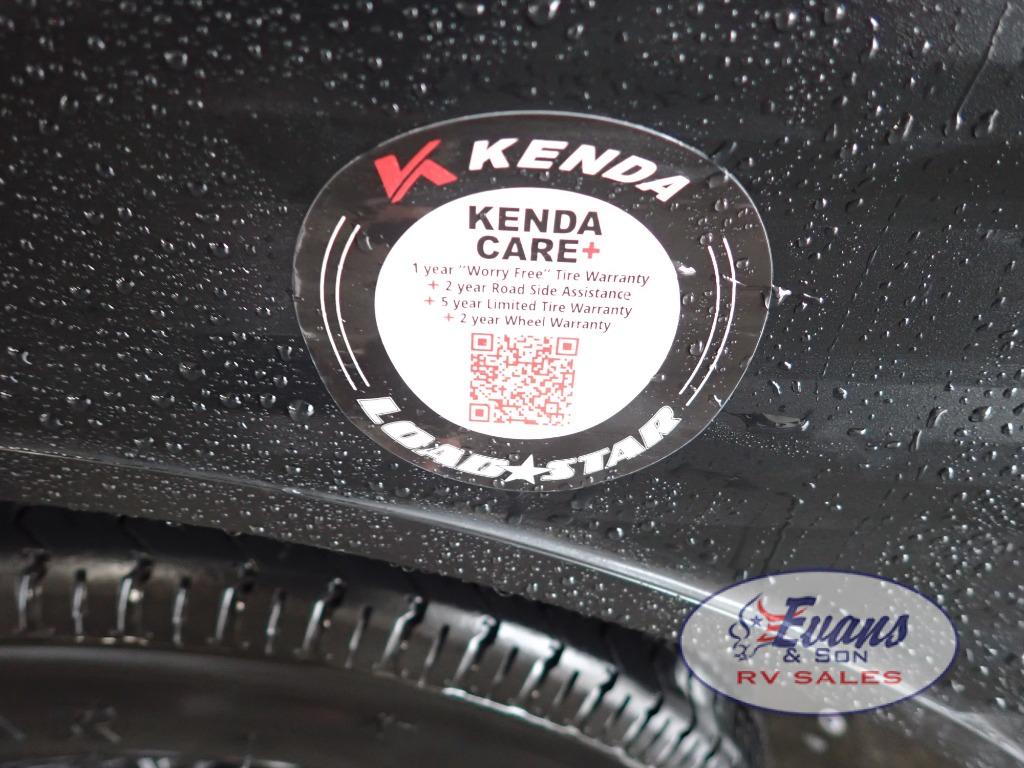 KENDA
KENDA
CARE+
1 year "Worry Free" Tire Warranty
+ 2 year Road Side Assistance
+ 5 year Limited Tire Warranty
+ 2 year Wheel Warranty
LOAD★STAR
Evans
& SON
RV SALES